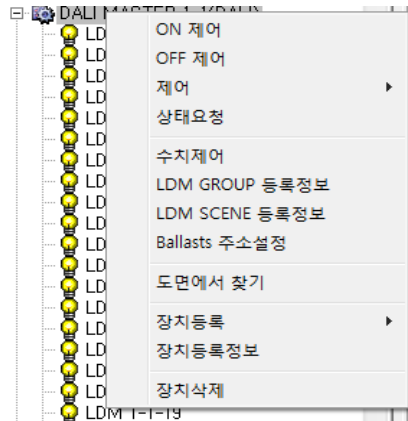 DALI MASTER 1-1(DALI)
ON 제어
OFF 제어
제어
상태요청
수치제어
LDM GROUP 등록정보
LDM SCENE 등록정보
Ballasts 주소설정
도면에서 찾기
장치등록
장치등록정보
장치삭제
LDM 1-1-19